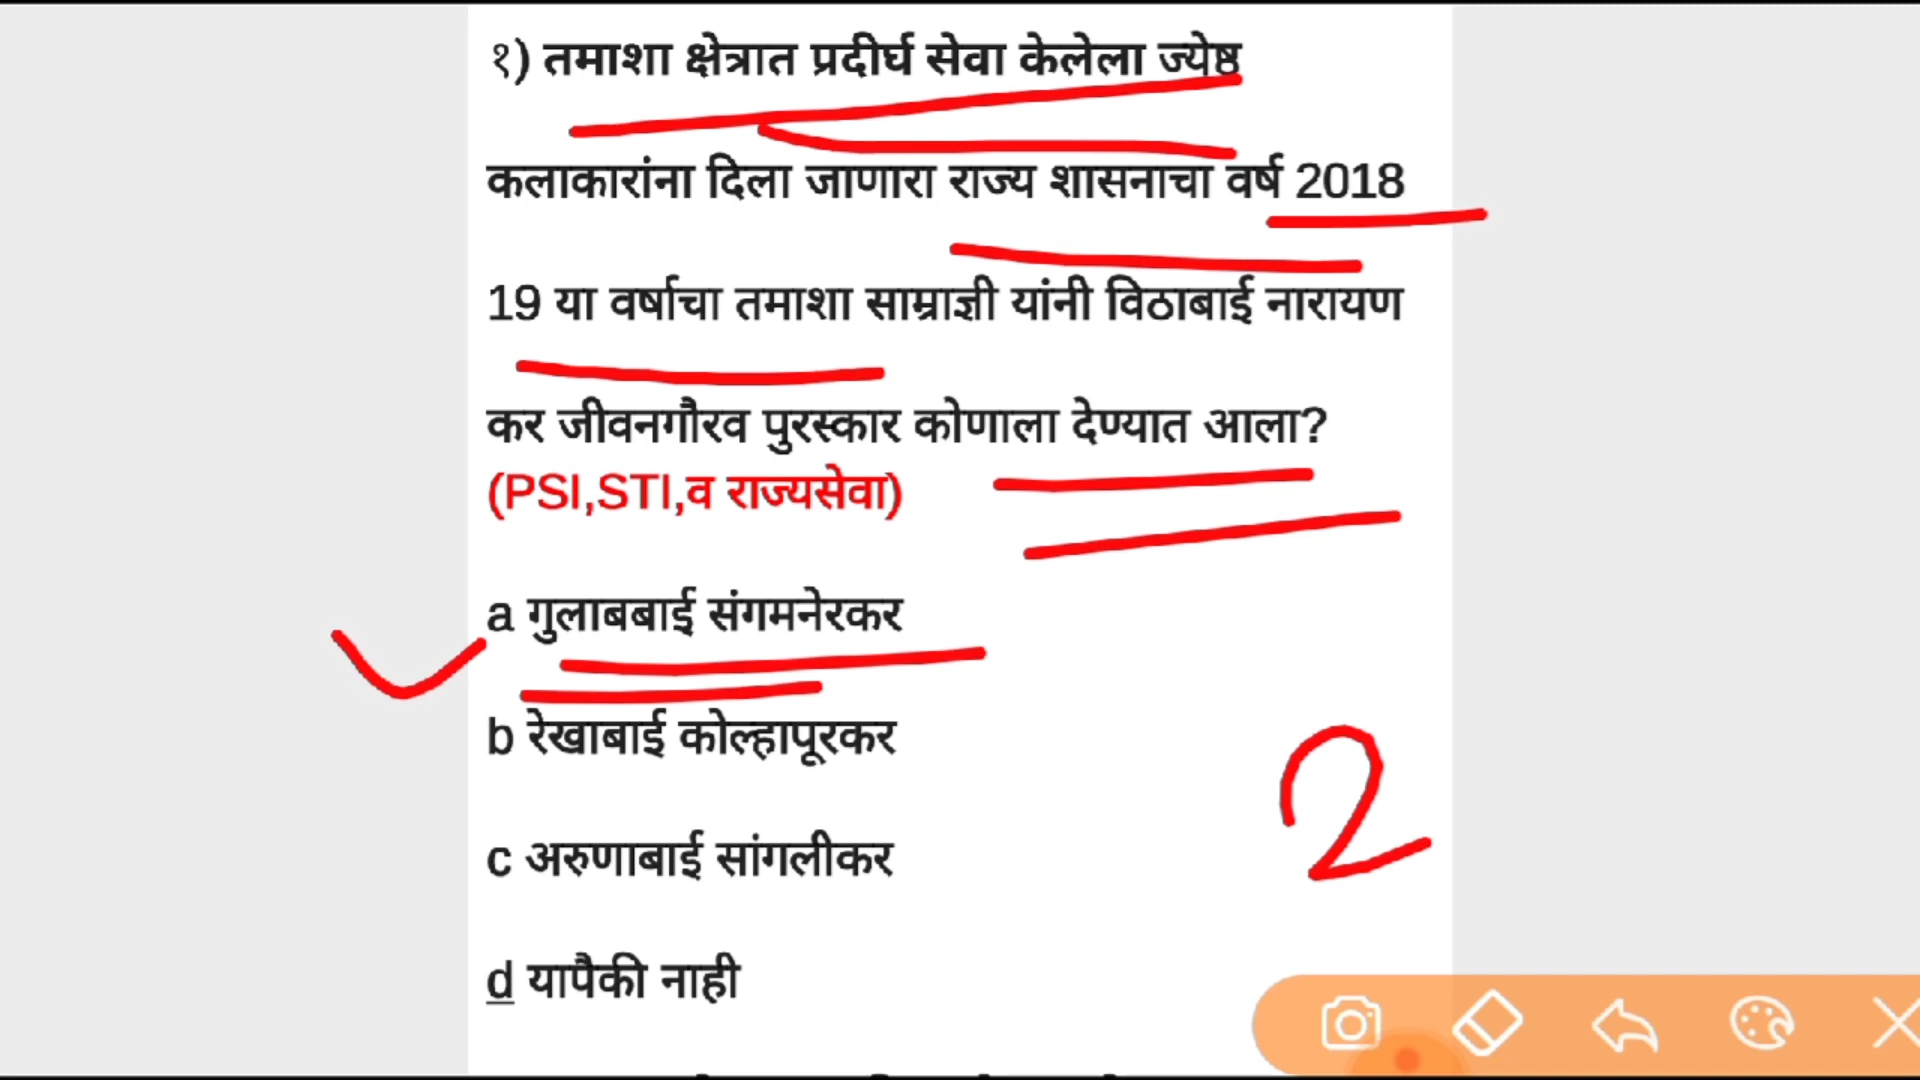 १) तमाशा क्षेत्रात प्रदीर्घ सेवा केलेला ज्येष्ठ
कलाकारांना दिला जाणारा राज्य शासनाचा वर्ष 2018
19 या वर्षाचा तमाशा साम्राज्ञी यांनी विठाबाई नारायण
कर जीवनगौरव पुरस्कार कोणाला देण्यात आला?
(PSI,STI,व राज्यसेवा)
a गुलाबबाई संगमनेरकर
b रेखाबाई कोल्हापूरकर
2
c अरुणाबाई सांगलीकर
d यापैकी नाही